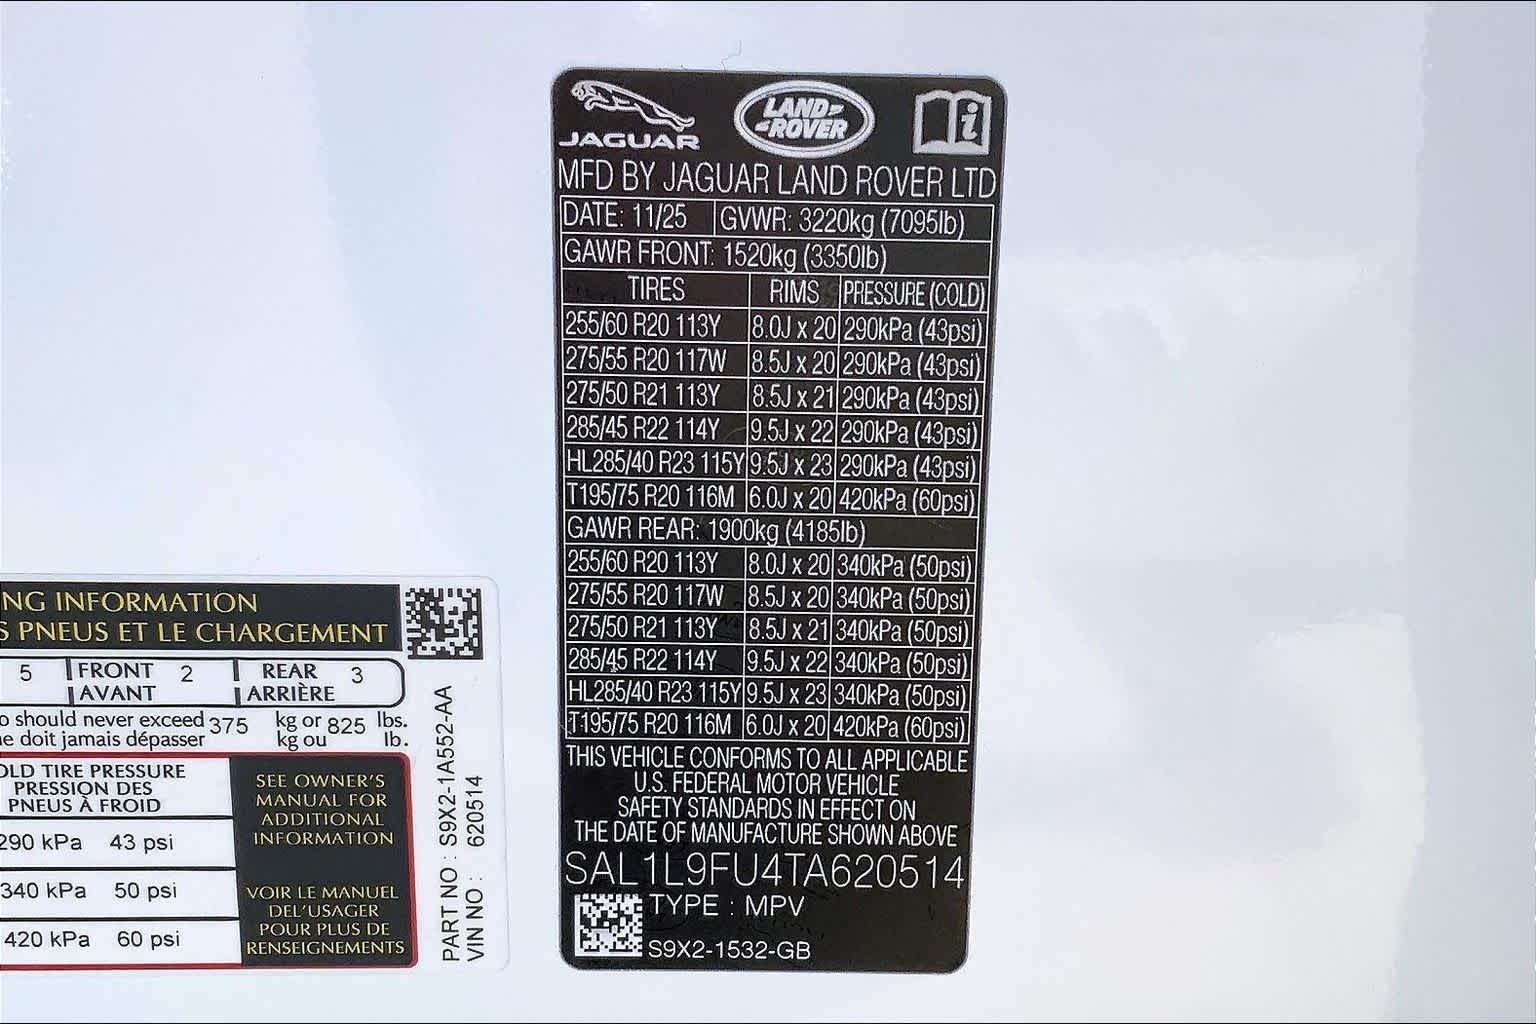 JAGUAR LAND-ROVER i
MFD BY JAGUAR LAND ROVER LTD
DATE: 11/25 GVWR: 3220kg (7095lb)
GAWR FRONT: 1520kg (3350lb)
TIRES RIMS PRESSURE (COLD)
255/60 R20 113Y 8.0J x 20 290kPa (43psi)
275/55 R20 117W 8.5J x 20 290kPa (43psi)
275/50 R21 113Y 8.5J x 21 290kPa (43psi)
285/45 R22 114Y 9.5J x 22 290kPa (43psi)
HL285/40 R23 115Y 9.5J x 23 290kPa (43psi)
T195/75 R20 116M 6.0J x 20 420kPa (60psi)
GAWR REAR: 1900kg (4185lb)
255/60 R20 113Y 8.0J x 20 340kPa (50psi)
275/55 R20 117W 8.5J x 20 340kPa (50psi)
275/50 R21 113Y 8.5J x 21 340kPa (50psi)
285/45 R22 114Y 9.5J x 22 340kPa (50psi)
HL285/40 R23 115Y 9.5J x 23 340kPa (50psi)
T195/75 R20 116M 6.0J x 20 420kPa (60psi)
THIS VEHICLE CONFORMS TO ALL APPLICABLE
U.S. FEDERAL MOTOR VEHICLE
SAFETY STANDARDS IN EFFECT ON
THE DATE OF MANUFACTURE SHOWN ABOVE
SAL1L9FU4TA620514
TYPE : MPV
S9X2-1532-GB
NG INFORMATION
S PNEUS ET LE CHARGEMENT
5 FRONT 2 REAR 3
AVANT ARRIÈRE
o should never exceed 375 kg or 825 lbs.
ne doit jamais dépasser kg ou lb.
OLD TIRE PRESSURE
PRESSION DES
PNEUS À FROID
290 kPa 43 psi
340 kPa 50 psi
420 kPa 60 psi
SEE OWNER'S
MANUAL FOR
ADDITIONAL
INFORMATION
VOIR LE MANUEL
DEL'USAGER
POUR PLUS DE
RENSEIGNEMENTS
PART NO : S9X2-1A552-AA
VIN NO : 620514